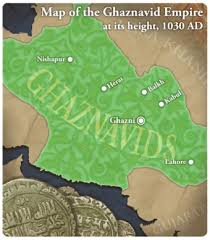 Map of the Ghaznavid Empire
at its height, 1030 AD
Nishapur
Herat
Balkh
Kabul
Ghazni
GHAZNAVIDS
Lahore